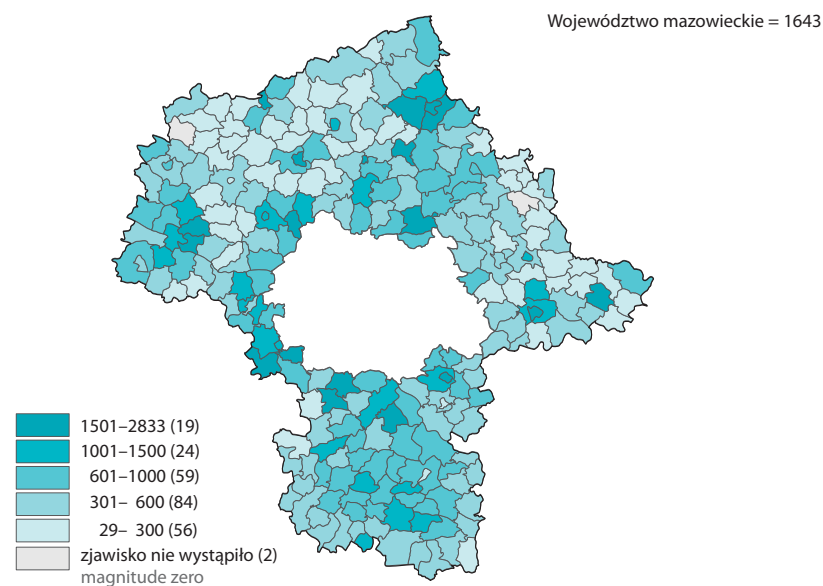 Województwo mazowieckie = 1643
1501–2833 (19)
1001–1500 (24)
601–1000 (59)
301– 600 (84)
29– 300 (56)
zjawisko nie wystąpiło (2)
magnitude zero